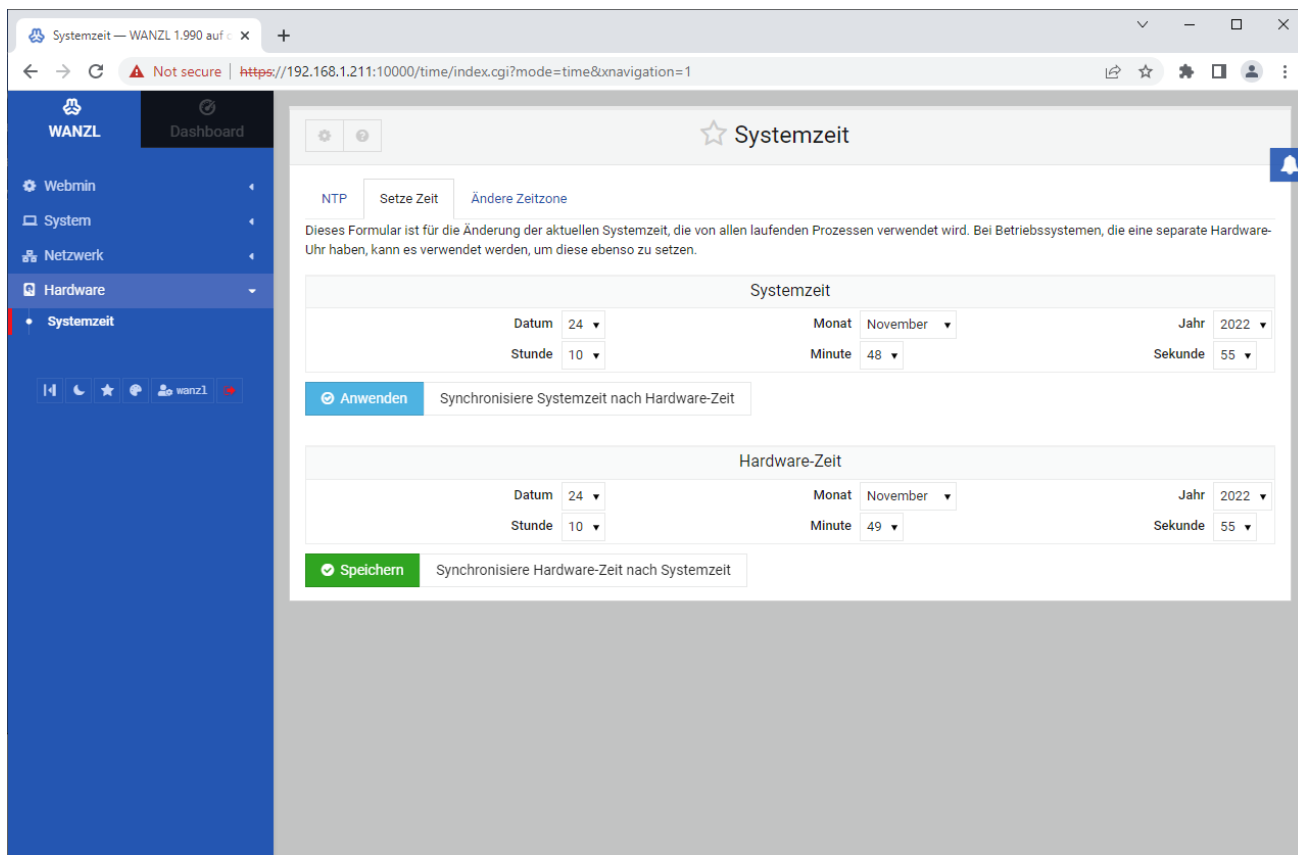 Systemzeit — WANZL 1.990 auf
Not secure | https://192.168.1.211:10000/time/index.cgi?mode=time&xnavigation=1
WANZL
Dashboard
Webmin
System
Netzwerk
Hardware
Systemzeit
wanzl
Systemzeit
NTP Setze Zeit Ändere Zeitzone
Dieses Formular ist für die Änderung der aktuellen Systemzeit, die von allen laufenden Prozessen verwendet wird. Bei Betriebssystemen, die eine separate Hardware-
Uhr haben, kann es verwendet werden, um diese ebenso zu setzen.
Systemzeit
Datum 24 Monat November Jahr 2022
Stunde 10 Minute 48 Sekunde 55
Anwenden Synchronisiere Systemzeit nach Hardware-Zeit
Hardware-Zeit
Datum 24 Monat November Jahr 2022
Stunde 10 Minute 49 Sekunde 55
Speichern Synchronisiere Hardware-Zeit nach Systemzeit